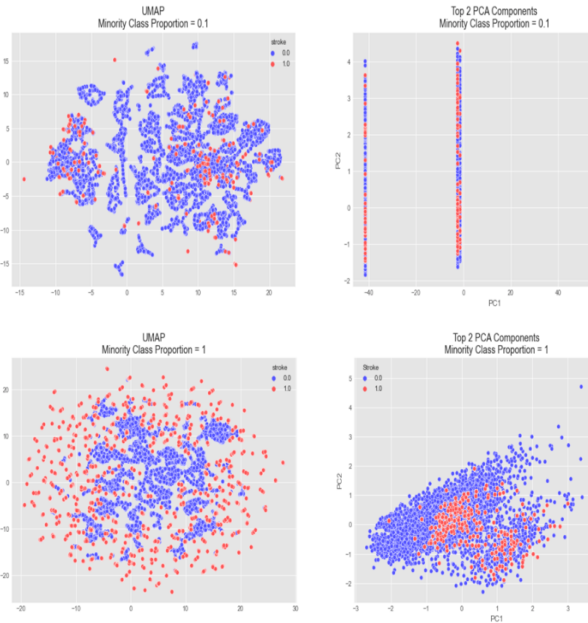 UMAP
Minority Class Proportion = 0.1
stroke
0.0
1.0
15
10
5
0
−5
−10
−15
−15 −10 −5 0 5 10 15 20
Top 2 PCA Components
Minority Class Proportion = 0.1
PC2
4
3
2
1
0
−1
−2
−40 −20 0 20 40
PC1
UMAP
Minority Class Proportion = 1
stroke
0.0
1.0
20
10
0
−10
−20
−20 −10 0 10 20 30
Top 2 PCA Components
Minority Class Proportion = 1
Stroke
0.0
1.0
PC2
5
4
3
2
1
0
−1
−2
−3 −2 −1 0 1 2 3
PC1